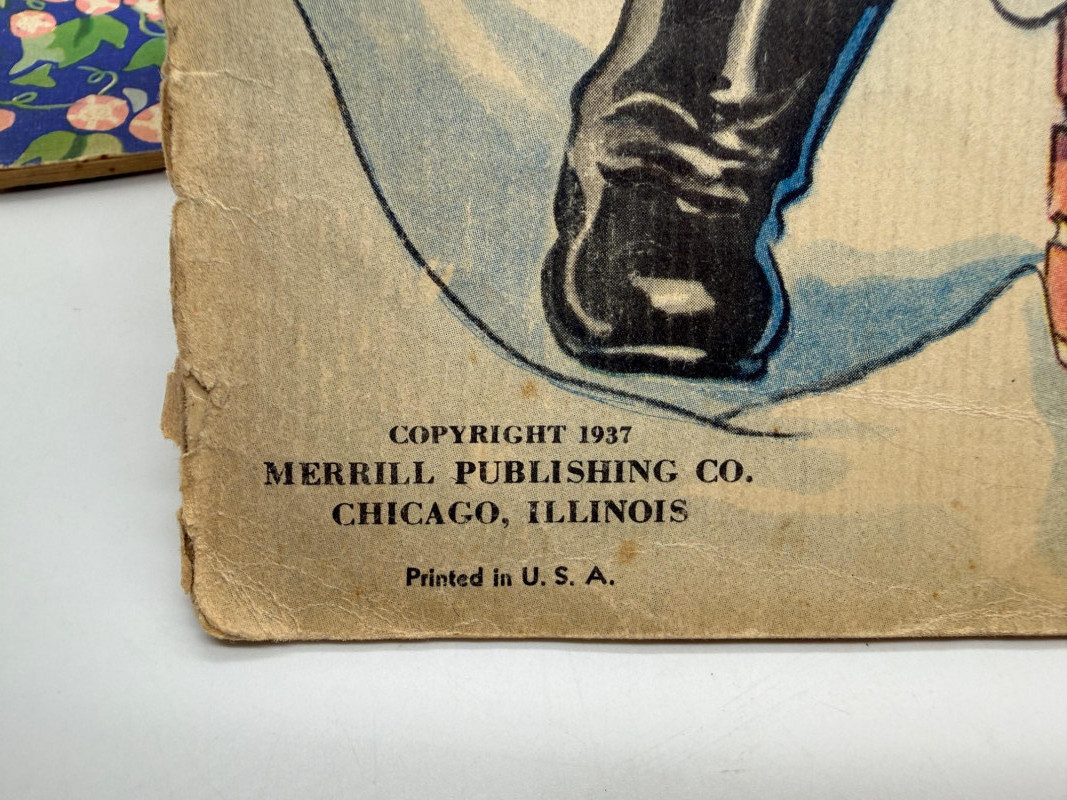 COPYRIGHT 1937
MERRILL PUBLISHING CO.
CHICAGO, ILLINOIS
Printed in U. S. A.